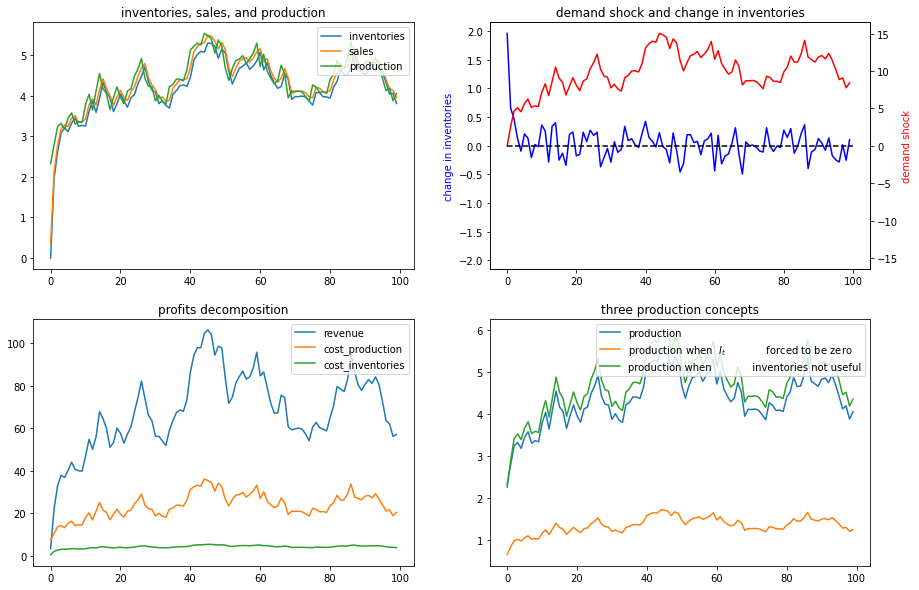 inventories, sales, and production
inventories
sales
production
5
4
3
2
1
0
0 20 40 60 80 100
demand shock and change in inventories
change in inventories
2.0
1.5
1.0
0.5
0.0
−0.5
−1.0
−1.5
−2.0
0 20 40 60 80 100
15
10
5
0
−5
−10
−15
demand shock
profits decomposition
revenue
cost_production
cost_inventories
100
80
60
40
20
0
0 20 40 60 80 100
three production concepts
production
production when I_t forced to be zero
production when inventories not useful
6
5
4
3
2
1
0 20 40 60 80 100